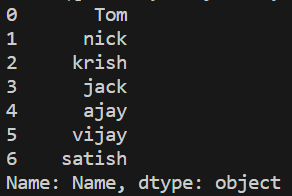 0        Tom
1       nick
2      krish
3       jack
4       ajay
5      vijay
6    satish
Name: Name, dtype: object